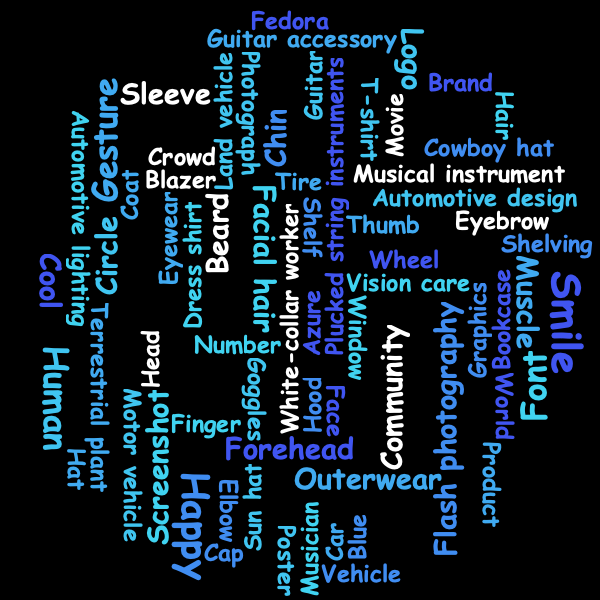 Fedora
Guitar accessory
Logo
Land vehicle
Photograph
Guitar
Plucked string instruments
T-shirt
Movie
Brand
Hair
Sleeve
Circle
Gesture
Automotive lighting
Chin
Cowboy hat
Crowd
Blazer
Coat
Tire
Musical instrument
Automotive design
Facial hair
Beard
Eyewear
Dress shirt
Shelf
White-collar worker
Thumb
Eyebrow
Shelving
Wheel
Cool
Vision care
Muscle
Smile
Bookcase
Graphics
Window
Azure
Terrestrial plant
Number
Head
Human
Community
Flash photography
Font
World
Goggles
Hood
Face
Motor vehicle
Screenshot
Finger
Forehead
Hat
Outerwear
Product
Happy
Elbow
Sun hat
Cap
Poster
Musician
Car
Blue
Vehicle